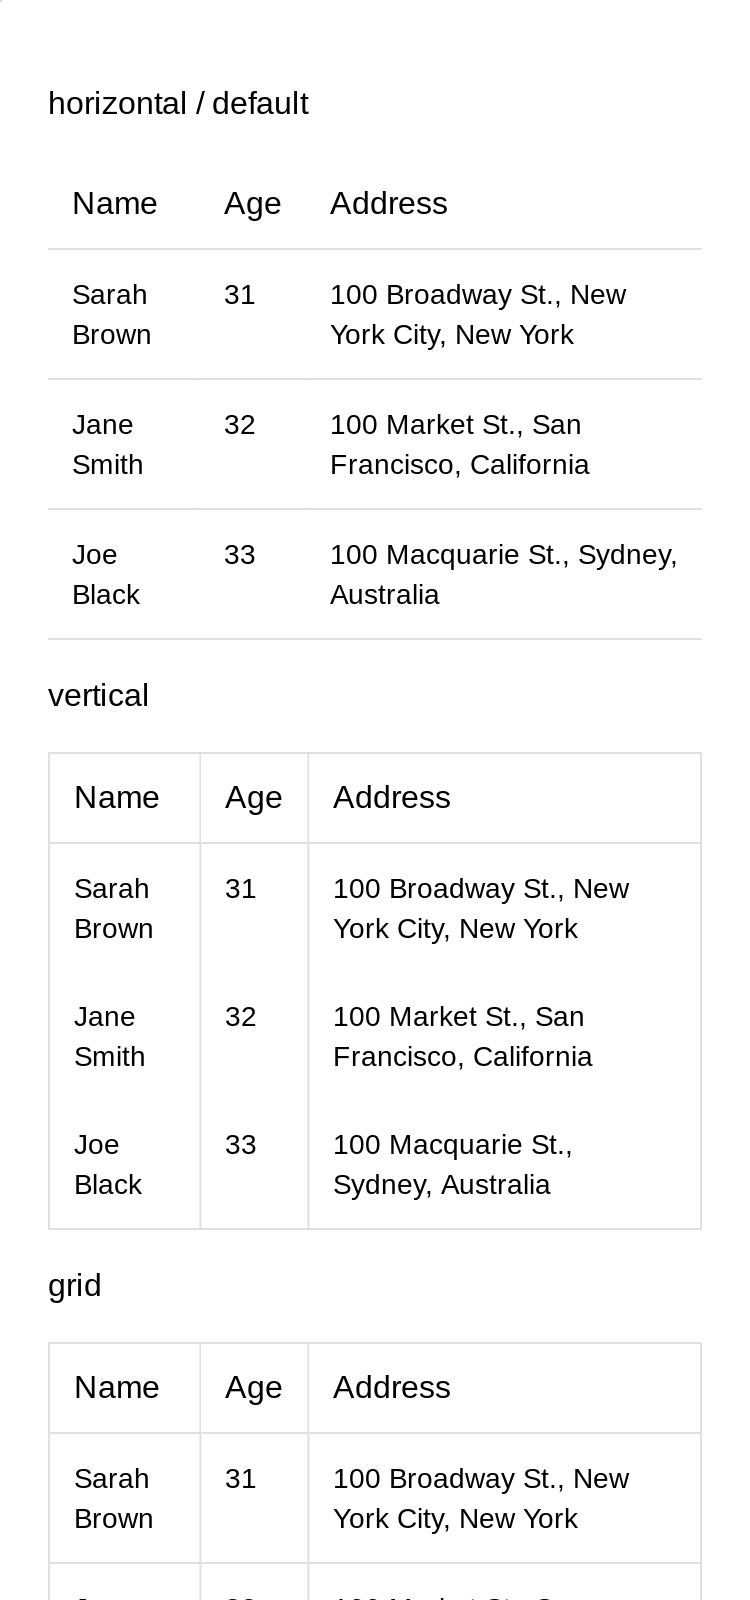 horizontal / default
Name Age Address
Sarah 31 100 Broadway St., New
Brown York City, New York
Jane 32 100 Market St., San
Smith Francisco, California
Joe 33 100 Macquarie St., Sydney,
Black Australia
vertical
Name Age Address
Sarah 31 100 Broadway St., New
Brown York City, New York
Jane 32 100 Market St., San
Smith Francisco, California
Joe 33 100 Macquarie St.,
Black Sydney, Australia
grid
Name Age Address
Sarah 31 100 Broadway St., New
Brown York City, New York